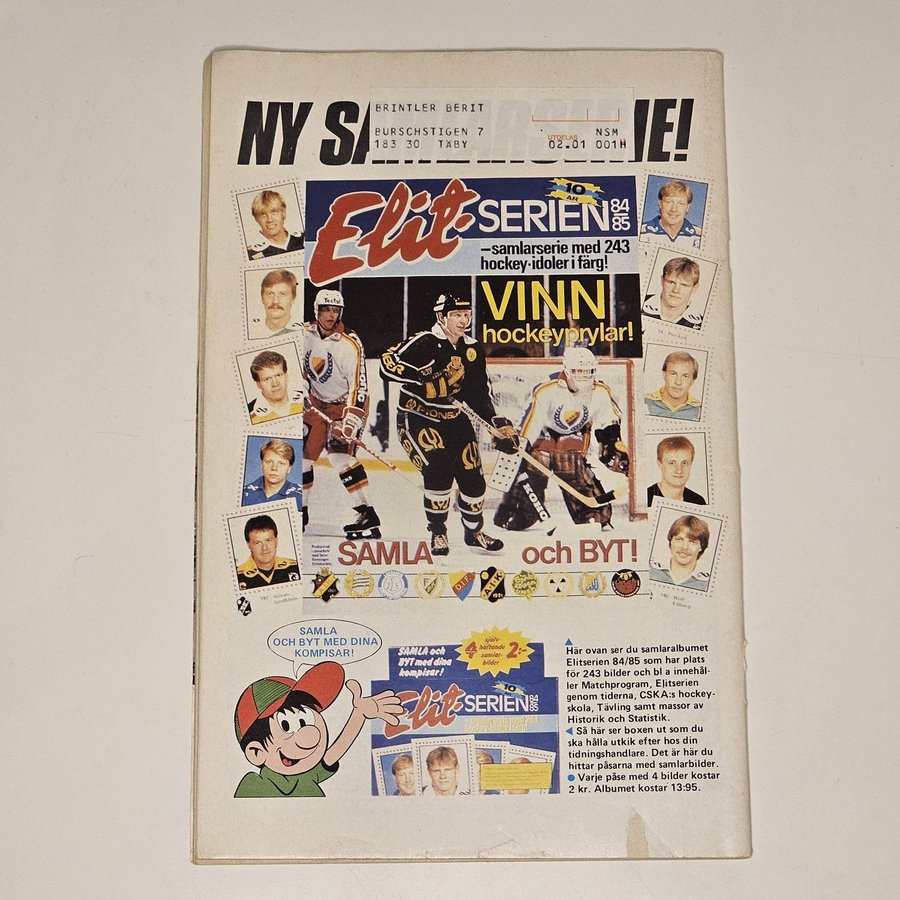 NY SAMLARSERIE!
BRINTLER BERIT
BURSCHSTIGEN 7
183 30 TÄBY
UTDELAS
NSM
02.01 001H
10
ÅR
Elit-SERIEN 84
85
–samlarserie med 243
hockey-idoler i färg!
VINN
hockeyprylar!
SAMLA och BYT!
DIF
AIK
SAMLA
OCH BYT MED DINA
KOMPISAR!
SAMLA och
BYT med dina
kompisar!
4 själv-
häftande
samlar-
bilder 2:-
10
Elit-SERIEN 84
85
Här ovan ser du samlaralbumet
Elitserien 84/85 som har plats
för 243 bilder och bl a innehål-
ler Matchprogram, Elitserien
genom tiderna, CSKA:s hockey-
skola, Tävling samt massor av
Historik och Statistik.
Så här ser boxen ut som du
ska hålla utkik efter hos din
tidningshandlare. Det är här du
hittar påsarna med samlarbilder.
Varje påse med 4 bilder kostar
2 kr. Albumet kostar 13:95.